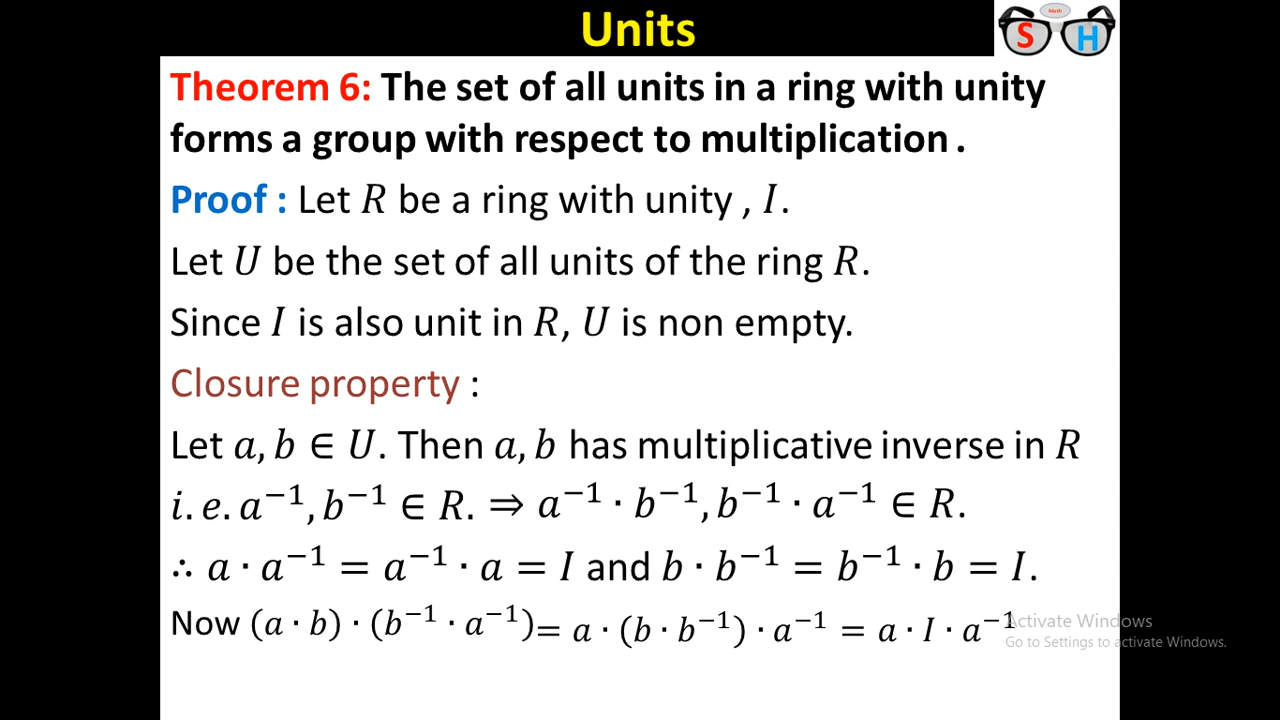 Units
Math
S H
Theorem 6: The set of all units in a ring with unity
forms a group with respect to multiplication .
Proof : Let R be a ring with unity , I.
Let U be the set of all units of the ring R.
Since I is also unit in R, U is non empty.
Closure property :
Let a, b ∈ U. Then a, b has multiplicative inverse in R
i. e. a⁻¹, b⁻¹ ∈ R. ⇒ a⁻¹ · b⁻¹, b⁻¹ · a⁻¹ ∈ R.
∴ a · a⁻¹ = a⁻¹ · a = I and b · b⁻¹ = b⁻¹ · b = I.
Now (a · b) · (b⁻¹ · a⁻¹) = a · (b · b⁻¹) · a⁻¹ = a · I · a⁻¹
Activate Windows
Go to Settings to activate Windows.